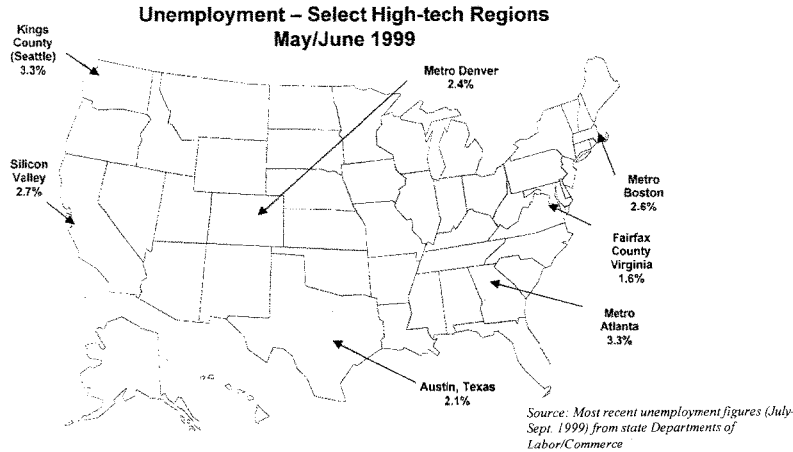 Unemployment – Select High-tech Regions
May/June 1999
Kings
County
(Seattle)
3.3%
Metro Denver
2.4%
Silicon
Valley
2.7%
Metro
Boston
2.6%
Fairfax
County
Virginia
1.6%
Metro
Atlanta
3.3%
Austin, Texas
2.1%
Source: Most recent unemployment figures (July-
Sept. 1999) from state Departments of
Labor/Commerce